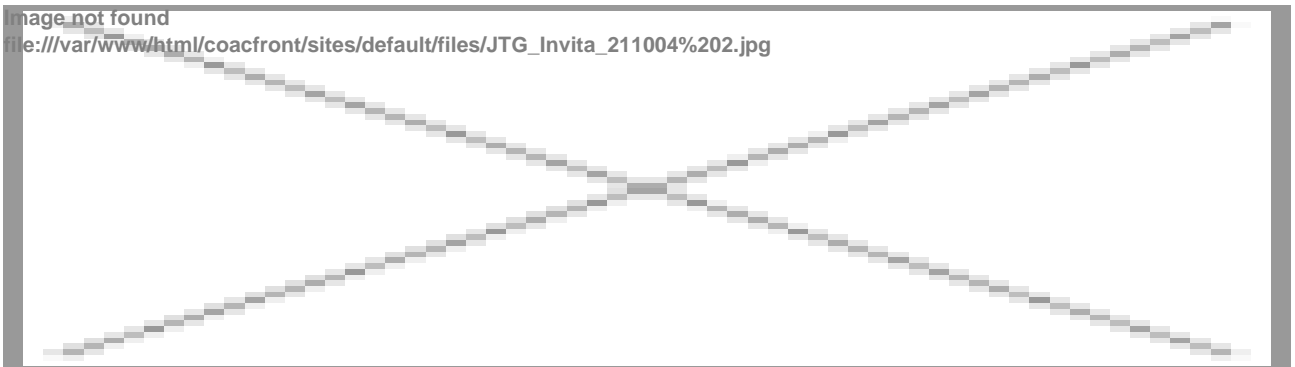 Image not found
file:///var/www/html/coacfront/sites/default/files/JTG_Invita_211004%202.jpg